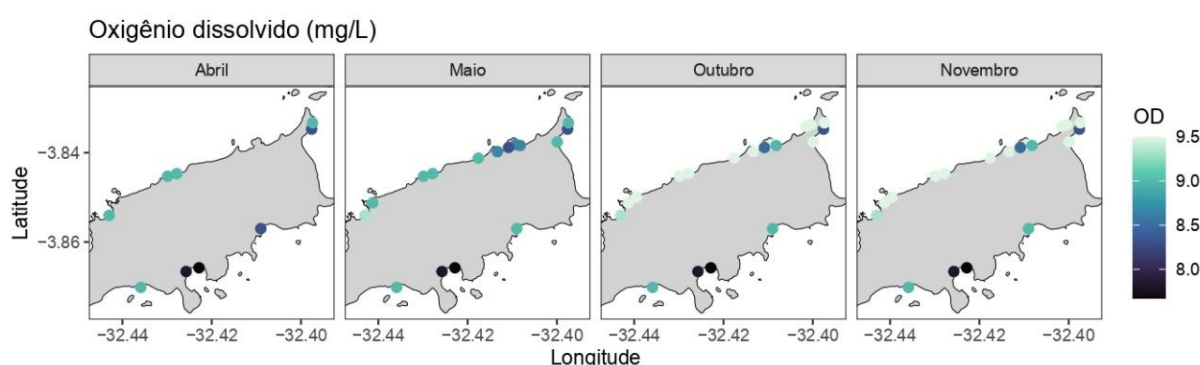 Oxigênio dissolvido (mg/L)
Abril
Maio
Outubro
Novembro
Latitude
−3.84
−3.86
−32.44 −32.42 −32.40
−32.44 −32.42 −32.40
−32.44 −32.42 −32.40
−32.44 −32.42 −32.40
Longitude
OD
9.5
9.0
8.5
8.0